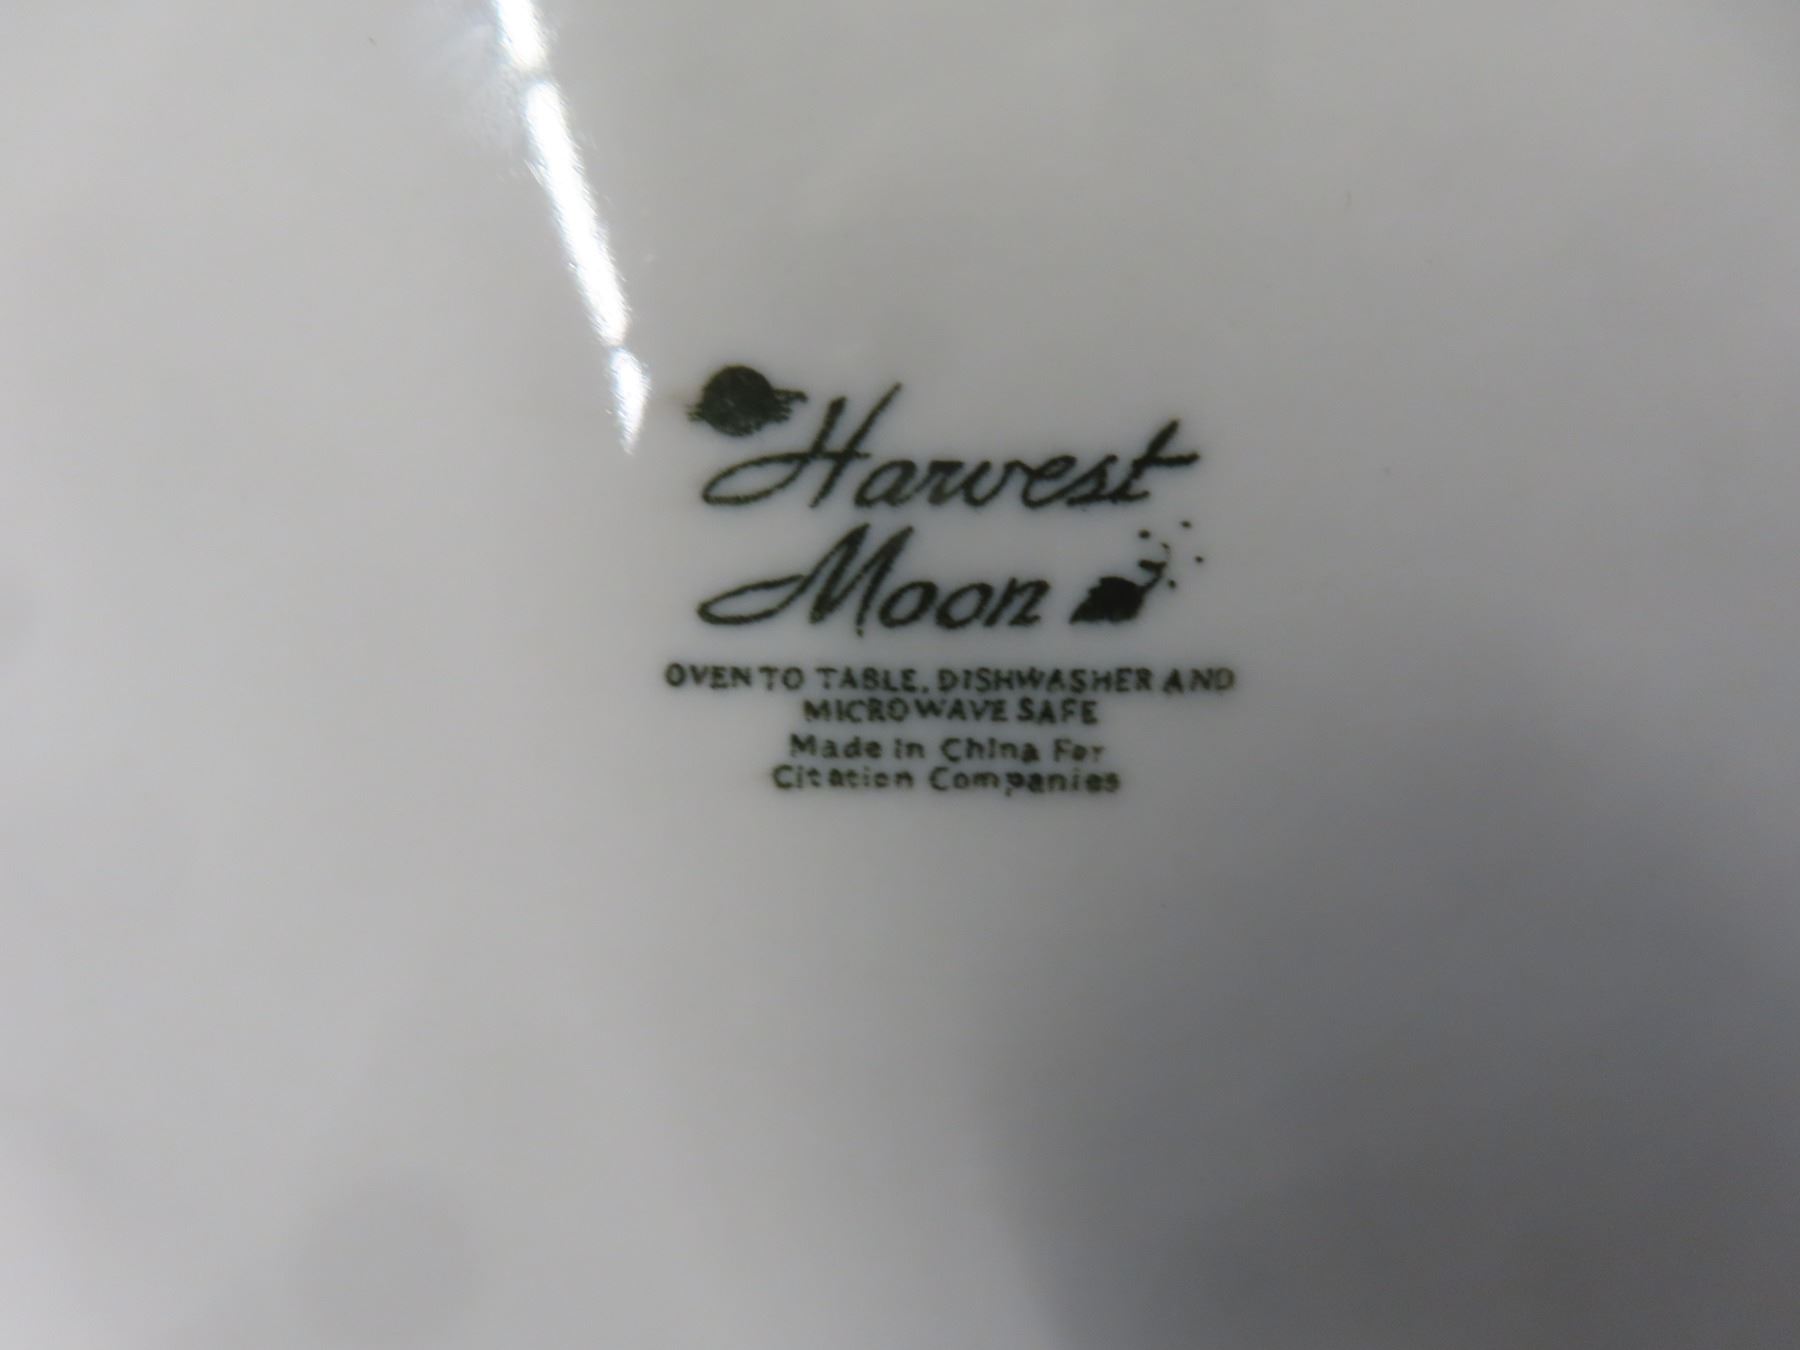 Harvest
Moon
OVEN TO TABLE, DISHWASHER AND
MICROWAVE SAFE
Made in China For
Citation Companies